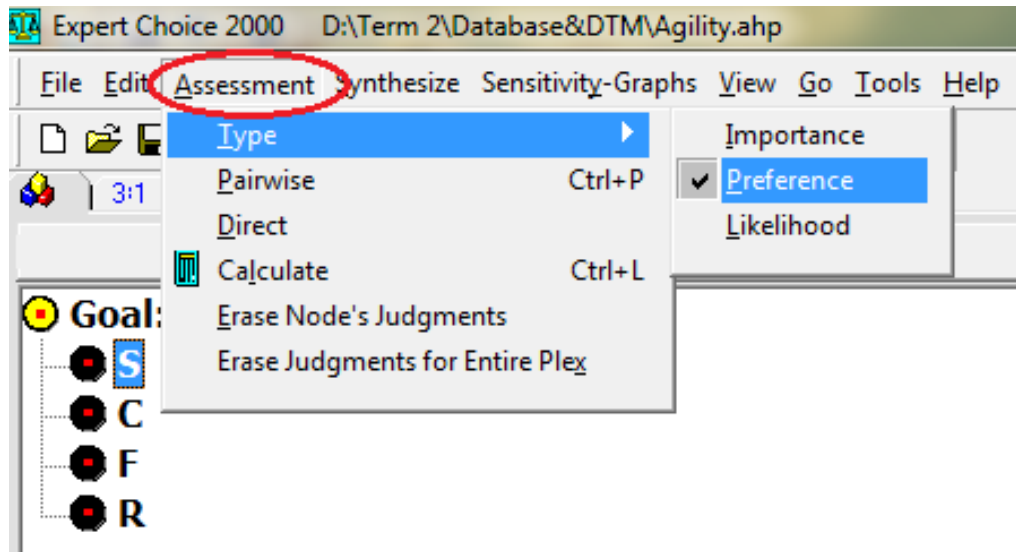 Expert Choice 2000 D:\Term 2\Database&DTM\Agility.ahp
File Edit Assessment Synthesize Sensitivity-Graphs View Go Tools Help
Type
Importance
Pairwise Ctrl+P
Preference
Direct
Likelihood
3:1
Calculate Ctrl+L
Erase Node's Judgments
Erase Judgments for Entire Plex
Goal:
S
C
F
R